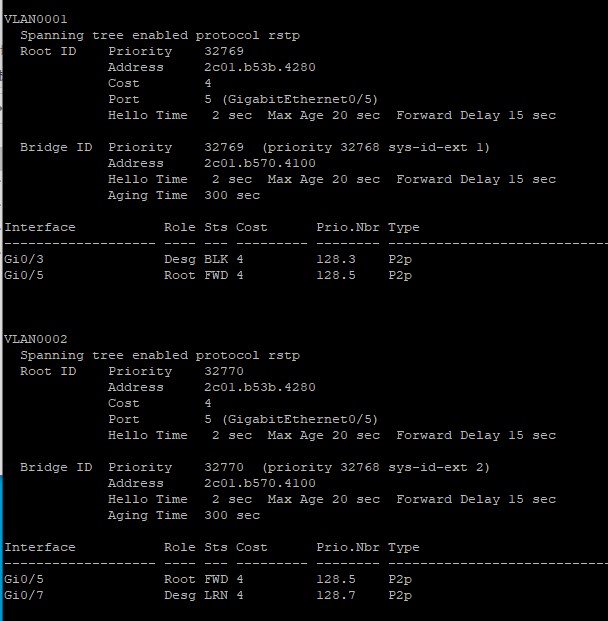 VLAN0001
  Spanning tree enabled protocol rstp
  Root ID    Priority    32769
             Address     2c01.b53b.4280
             Cost        4
             Port        5 (GigabitEthernet0/5)
             Hello Time   2 sec  Max Age 20 sec  Forward Delay 15 sec
  Bridge ID  Priority    32769  (priority 32768 sys-id-ext 1)
             Address     2c01.b570.4100
             Hello Time   2 sec  Max Age 20 sec  Forward Delay 15 sec
             Aging Time  300 sec
Interface           Role Sts Cost      Prio.Nbr Type
------------------- ---- --- --------- -------- --------------------------------
Gi0/3               Desg BLK 4         128.3    P2p
Gi0/5               Root FWD 4         128.5    P2p
VLAN0002
  Spanning tree enabled protocol rstp
  Root ID    Priority    32770
             Address     2c01.b53b.4280
             Cost        4
             Port        5 (GigabitEthernet0/5)
             Hello Time   2 sec  Max Age 20 sec  Forward Delay 15 sec
  Bridge ID  Priority    32770  (priority 32768 sys-id-ext 2)
             Address     2c01.b570.4100
             Hello Time   2 sec  Max Age 20 sec  Forward Delay 15 sec
             Aging Time  300 sec
Interface           Role Sts Cost      Prio.Nbr Type
------------------- ---- --- --------- -------- --------------------------------
Gi0/5               Root FWD 4         128.5    P2p
Gi0/7               Desg LRN 4         128.7    P2p